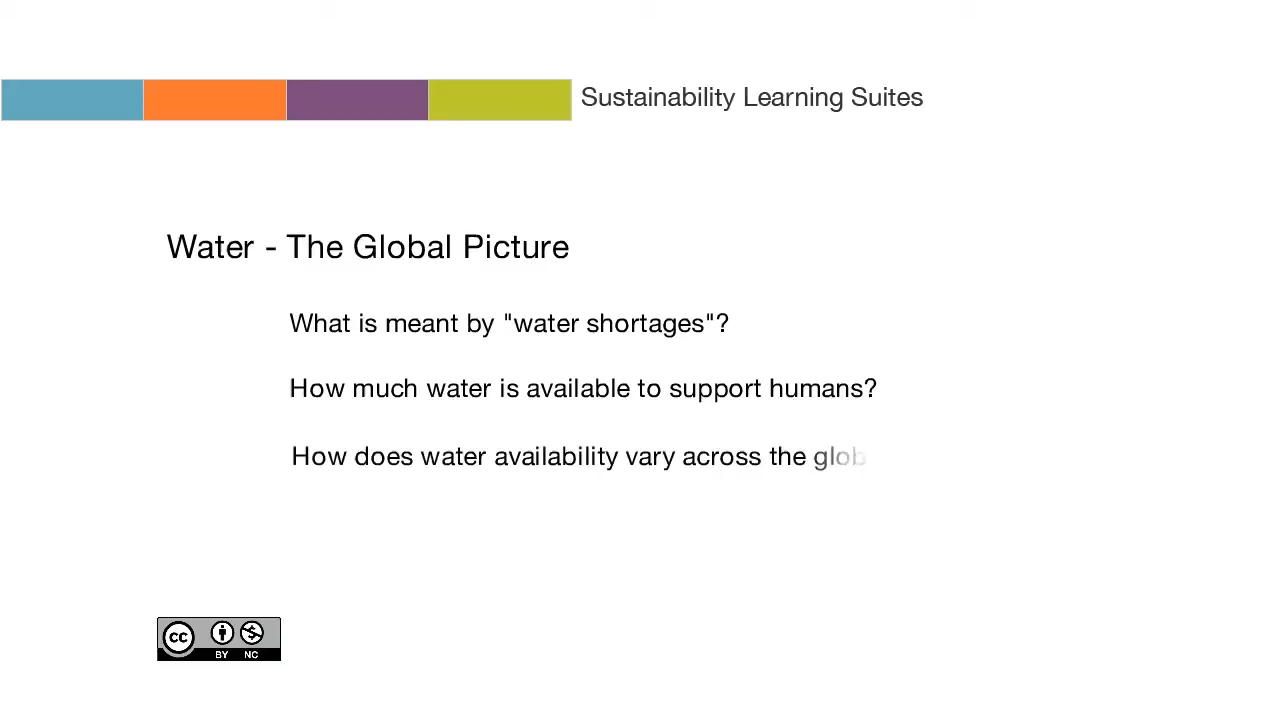 Sustainability Learning Suites
Water - The Global Picture
What is meant by "water shortages"?
How much water is available to support humans?
How does water availability vary across the glob
cc
BY NC